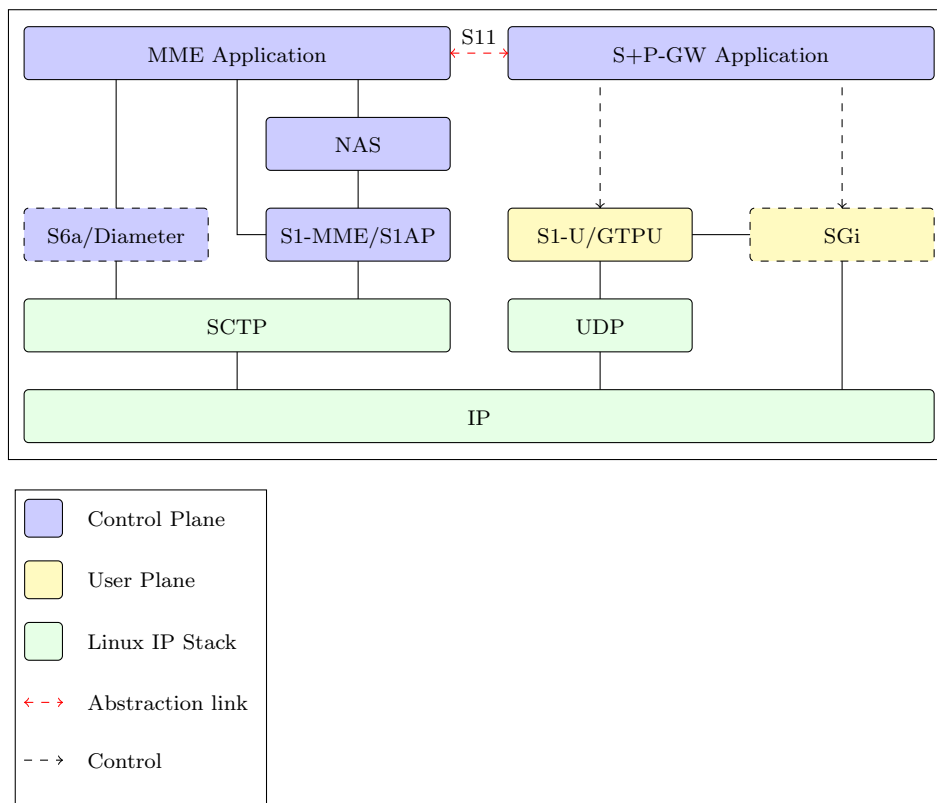 S11
MME Application
S+P-GW Application
NAS
S6a/Diameter
S1-MME/S1AP
S1-U/GTPU
SGi
SCTP
UDP
IP
Control Plane
User Plane
Linux IP Stack
Abstraction link
Control